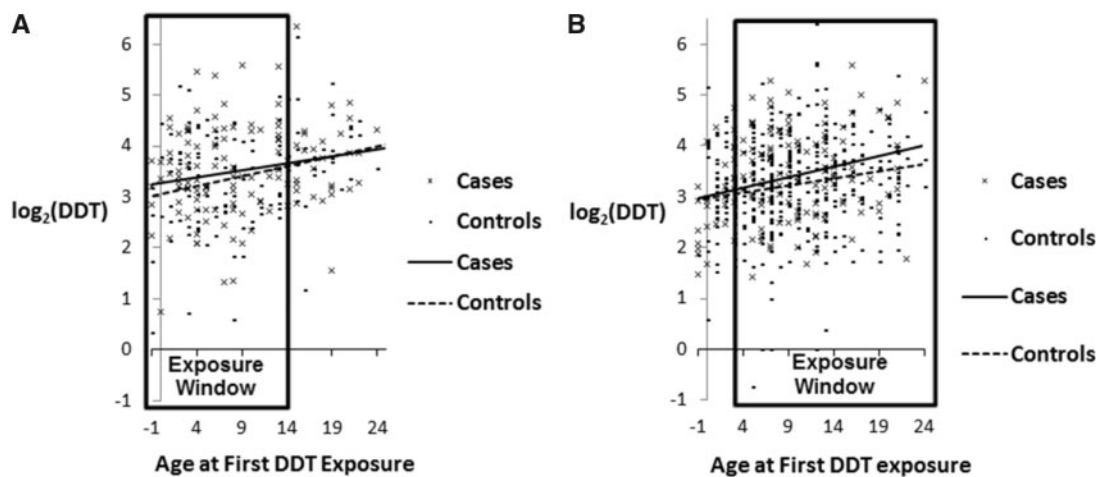 A
6
5
4
3
2
1
0
-1
log₂(DDT)
Exposure
Window
-1 4 9 14 19 24
Age at First DDT Exposure
× Cases
· Controls
Cases
Controls
B
6
5
4
3
2
1
0
-1
log₂(DDT)
Exposure
Window
-1 4 9 14 19 24
Age at First DDT exposure
× Cases
· Controls
Cases
Controls